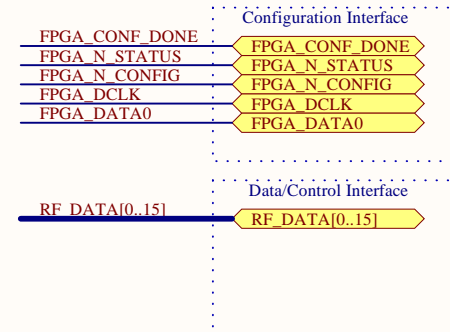 Configuration Interface
FPGA_CONF_DONE FPGA_CONF_DONE
FPGA_N_STATUS FPGA_N_STATUS
FPGA_N_CONFIG FPGA_N_CONFIG
FPGA_DCLK FPGA_DCLK
FPGA_DATA0 FPGA_DATA0
Data/Control Interface
RF_DATA[0..15] RF_DATA[0..15]